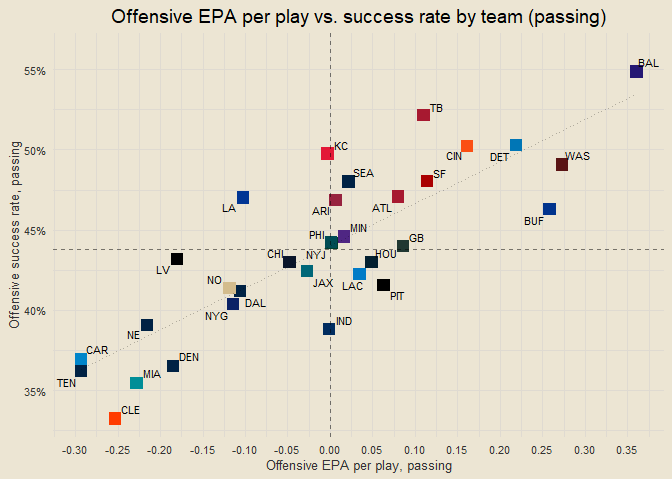 Offensive EPA per play vs. success rate by team (passing)
Offensive success rate, passing
55%
50%
45%
40%
35%
BAL
TB
KC
CIN
DET
WAS
SEA
SF
ARI
ATL
LA
BUF
PHI
MIN
NYJ
GB
CHI
HOU
LV
JAX
LAC
PIT
NO
DAL
NYG
IND
NE
CAR
DEN
TEN
MIA
CLE
-0.30 -0.25 -0.20 -0.15 -0.10 -0.05 0.00 0.05 0.10 0.15 0.20 0.25 0.30 0.35
Offensive EPA per play, passing